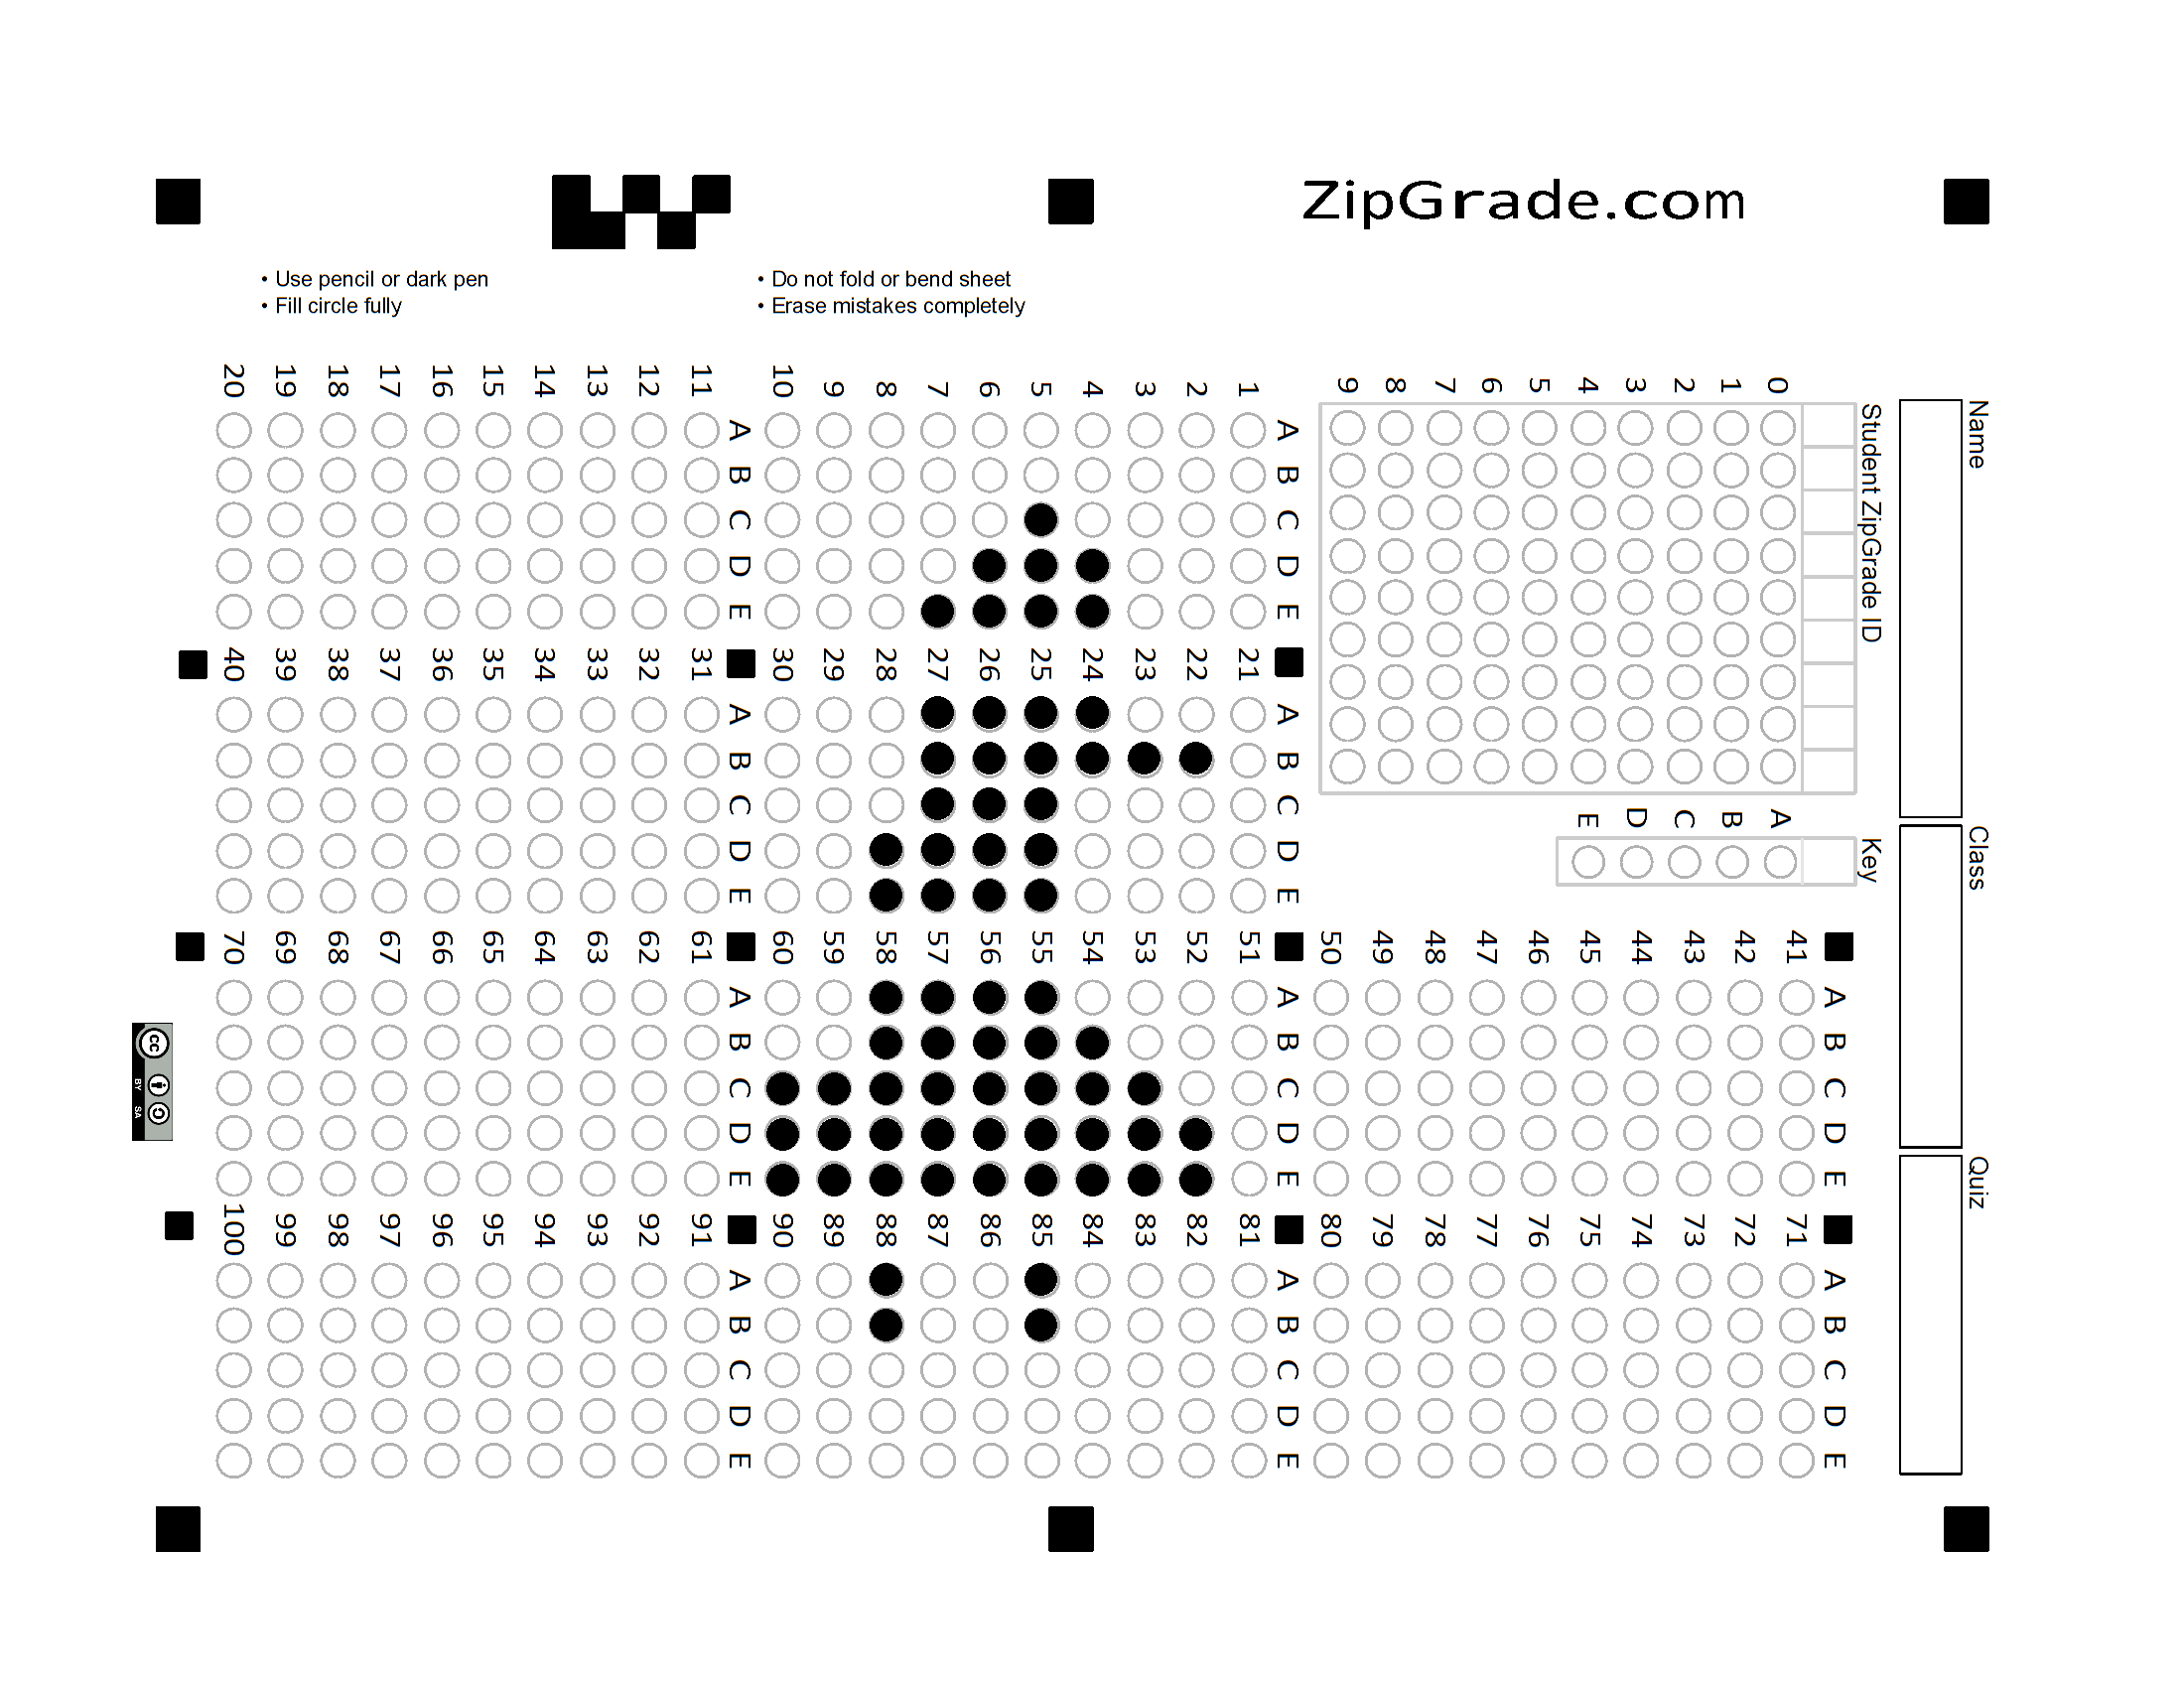 ZipGrade.com
• Use pencil or dark pen
• Fill circle fully
• Do not fold or bend sheet
• Erase mistakes completely
Name
Class
Quiz
Student ZipGrade ID
0 1 2 3 4 5 6 7 8 9
Key
A B C D E
1 2 3 4 5 6 7 8 9 10
A B C D E
11 12 13 14 15 16 17 18 19 20
A B C D E
21 22 23 24 25 26 27 28 29 30
A B C D E
31 32 33 34 35 36 37 38 39 40
A B C D E
41 42 43 44 45 46 47 48 49 50
A B C D E
51 52 53 54 55 56 57 58 59 60
A B C D E
61 62 63 64 65 66 67 68 69 70
A B C D E
71 72 73 74 75 76 77 78 79 80
A B C D E
81 82 83 84 85 86 87 88 89 90
A B C D E
91 92 93 94 95 96 97 98 99 100
A B C D E
cc BY SA